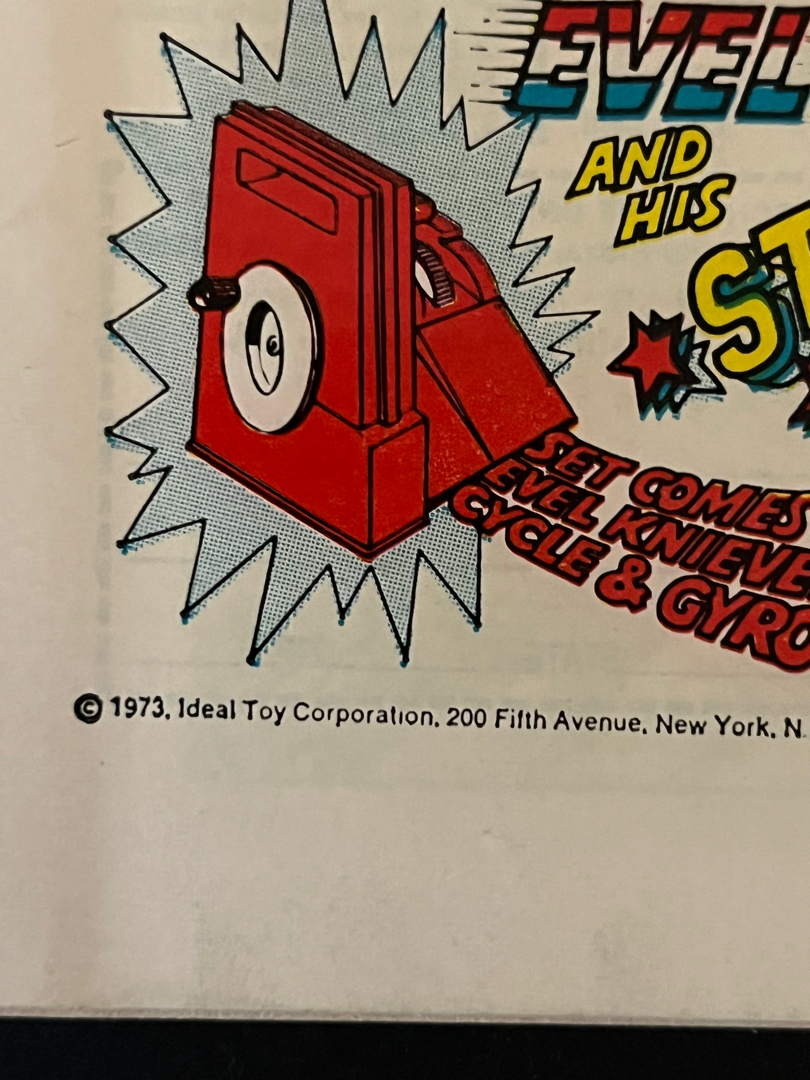 EVEL
AND
HIS
ST
SET COMES
EVEL KNIEVE
CYCLE & GYRO
© 1973, Ideal Toy Corporation, 200 Fifth Avenue, New York, N.